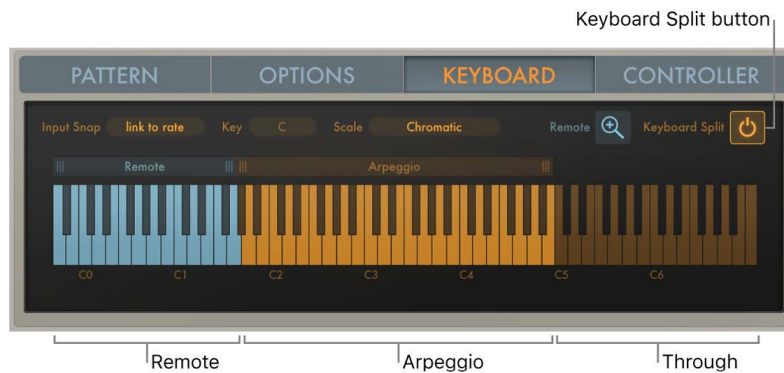 Keyboard Split button
PATTERN OPTIONS KEYBOARD CONTROLLER
Input Snap link to rate Key C Scale Chromatic Remote Keyboard Split
Remote Arpeggio
C0 C1 C2 C3 C4 C5 C6
Remote Arpeggio Through